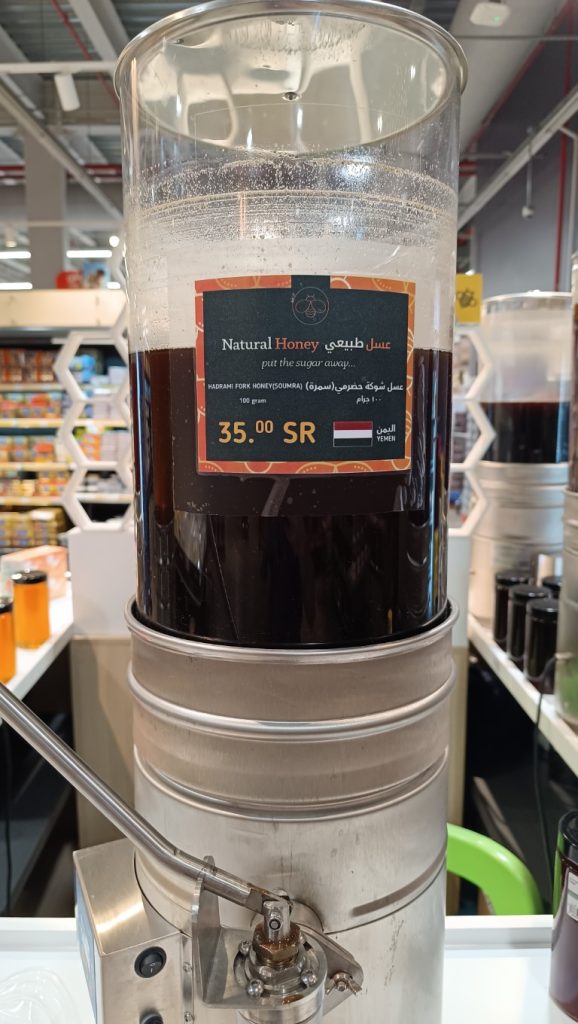 Natural Honey عسل طبيعي
put the sugar away...
HADRAMI FORK HONEY(SOUMRA) عسل شوكة حضرمي(سمرة)
100 gram ١٠٠ جرام
35.00 SR
اليمن
YEMEN